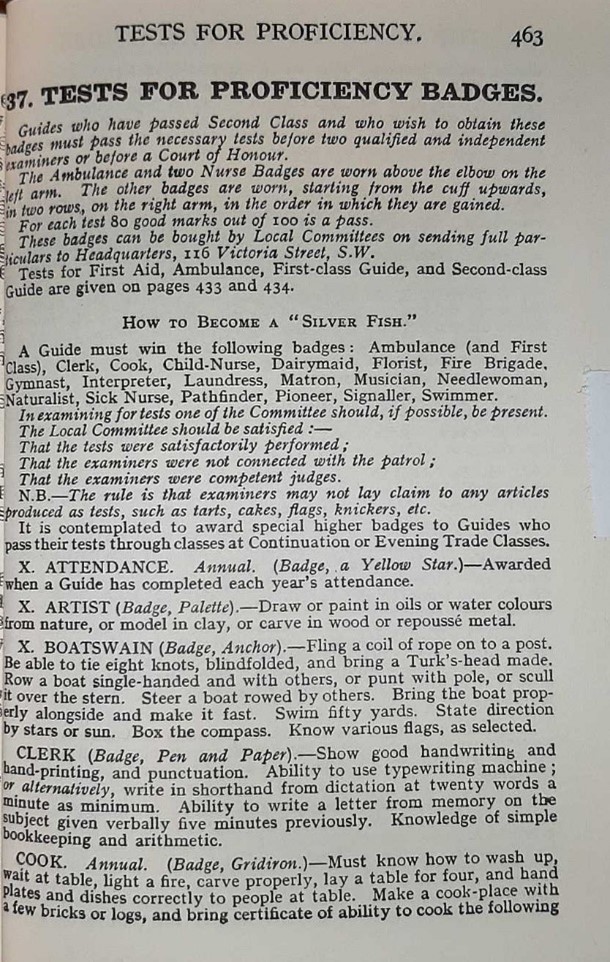 TESTS FOR PROFICIENCY. 463
37. TESTS FOR PROFICIENCY BADGES.
Guides who have passed Second Class and who wish to obtain these
badges must pass the necessary tests before two qualified and independent
examiners or before a Court of Honour.
The Ambulance and two Nurse Badges are worn above the elbow on the
left arm. The other badges are worn, starting from the cuff upwards,
in two rows, on the right arm, in the order in which they are gained.
For each test 80 good marks out of 100 is a pass.
These badges can be bought by Local Committees on sending full par-
ticulars to Headquarters, 116 Victoria Street, S.W.
Tests for First Aid, Ambulance, First-class Guide, and Second-class
Guide are given on pages 433 and 434.
HOW TO BECOME A "SILVER FISH."
A Guide must win the following badges: Ambulance (and First
Class), Clerk, Cook, Child-Nurse, Dairymaid, Florist, Fire Brigade,
Gymnast, Interpreter, Laundress, Matron, Musician, Needlewoman,
Naturalist, Sick Nurse, Pathfinder, Pioneer, Signaller, Swimmer.
In examining for tests one of the Committee should, if possible, be present.
The Local Committee should be satisfied:—
That the tests were satisfactorily performed;
That the examiners were not connected with the patrol;
That the examiners were competent judges.
N.B.—The rule is that examiners may not lay claim to any articles
produced as tests, such as tarts, cakes, flags, knickers, etc.
It is contemplated to award special higher badges to Guides who
pass their tests through classes at Continuation or Evening Trade Classes.
X. ATTENDANCE. Annual. (Badge, a Yellow Star.)—Awarded
when a Guide has completed each year's attendance.
X. ARTIST (Badge, Palette).—Draw or paint in oils or water colours
from nature, or model in clay, or carve in wood or repoussé metal.
X. BOATSWAIN (Badge, Anchor).—Fling a coil of rope on to a post.
Be able to tie eight knots, blindfolded, and bring a Turk's-head made.
Row a boat single-handed and with others, or punt with pole, or scull
it over the stern. Steer a boat rowed by others. Bring the boat prop-
erly alongside and make it fast. Swim fifty yards. State direction
by stars or sun. Box the compass. Know various flags, as selected.
CLERK (Badge, Pen and Paper).—Show good handwriting and
hand-printing, and punctuation. Ability to use typewriting machine;
or alternatively, write in shorthand from dictation at twenty words a
minute as minimum. Ability to write a letter from memory on the
subject given verbally five minutes previously. Knowledge of simple
bookkeeping and arithmetic.
COOK. Annual. (Badge, Gridiron.)—Must know how to wash up,
wait at table, light a fire, carve properly, lay a table for four, and hand
plates and dishes correctly to people at table. Make a cook-place with
a few bricks or logs, and bring certificate of ability to cook the following